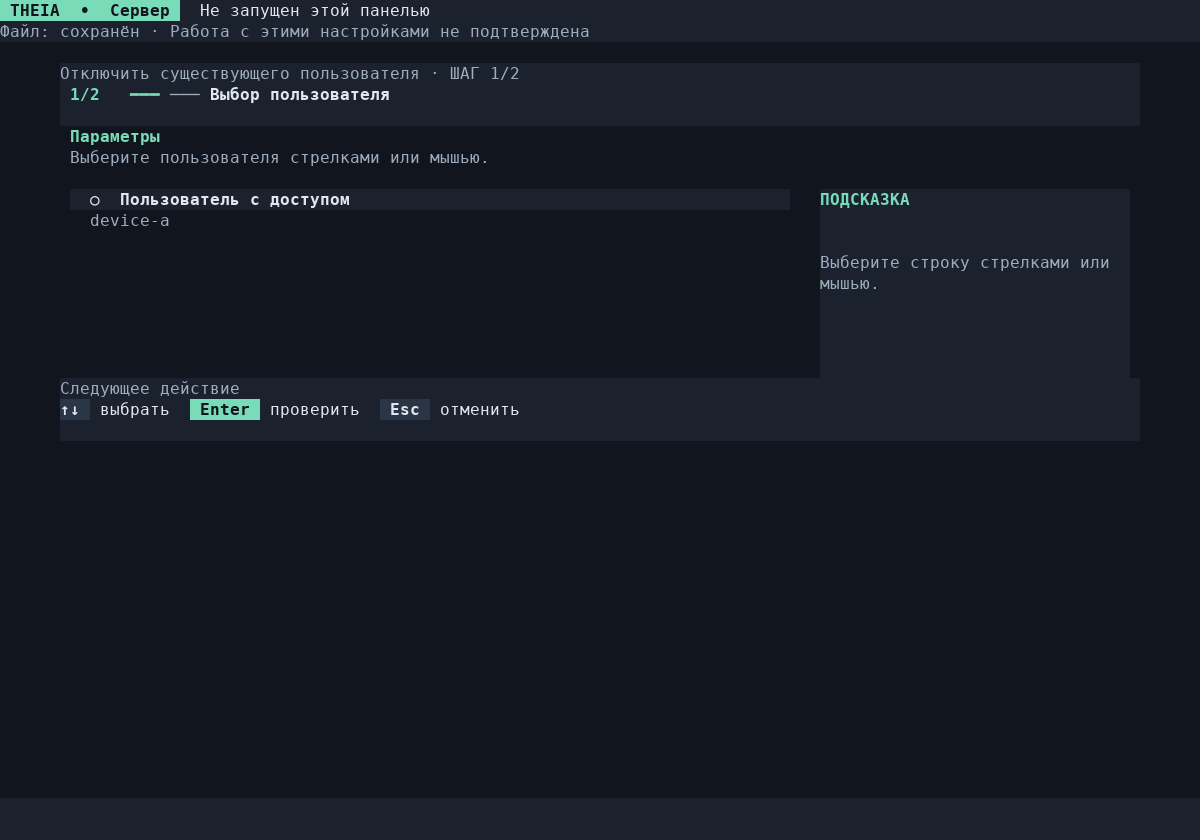 THEIA • Сервер Не запущен этой панелью
Файл: сохранён · Работа с этими настройками не подтверждена
Отключить существующего пользователя · ШАГ 1/2
1/2 ━━━ ─── Выбор пользователя
Параметры
Выберите пользователя стрелками или мышью.
○ Пользователь с доступом
device-a
ПОДСКАЗКА
Выберите строку стрелками или
мышью.
Следующее действие
↑↓ выбрать Enter проверить Esc отменить